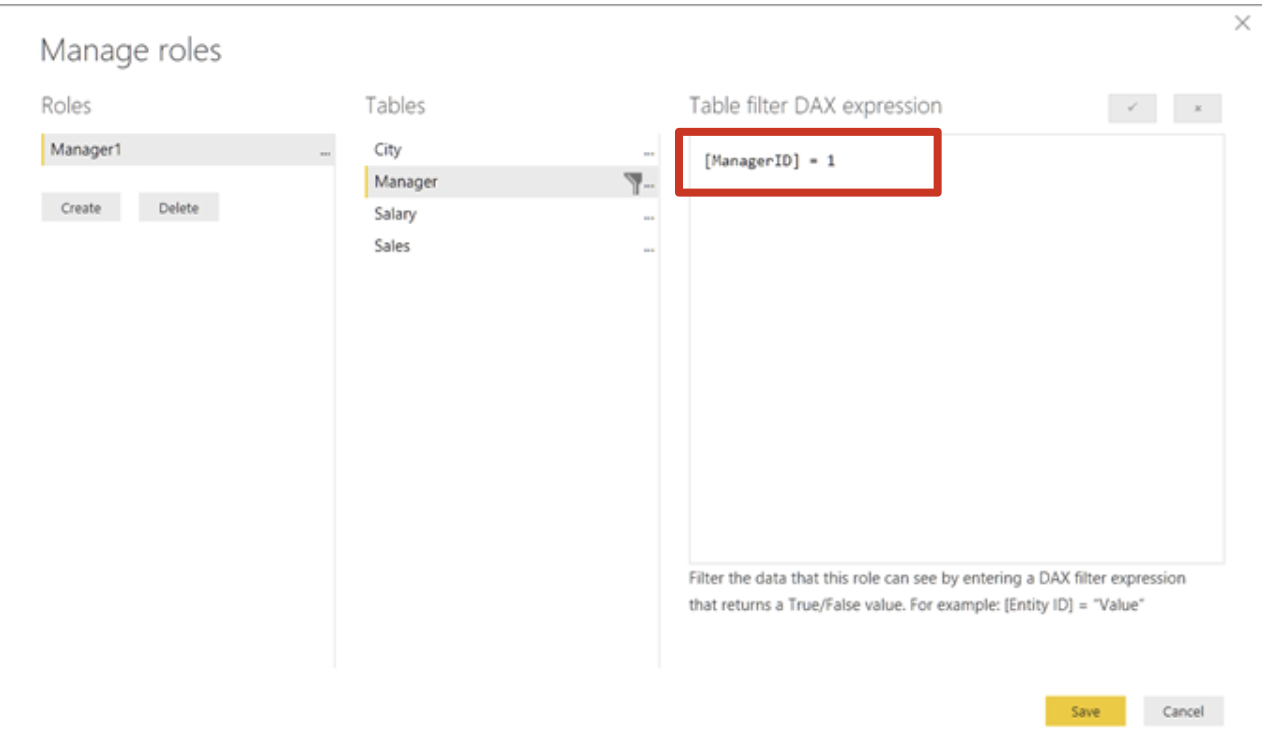 Manage roles
Roles
Manager1
...
Create
Delete
Tables
City
...
Manager
...
Salary
...
Sales
...
Table filter DAX expression
[ManagerID] = 1
Filter the data that this role can see by entering a DAX filter expression
that returns a True/False value. For example: [Entity ID] = "Value"
Save
Cancel